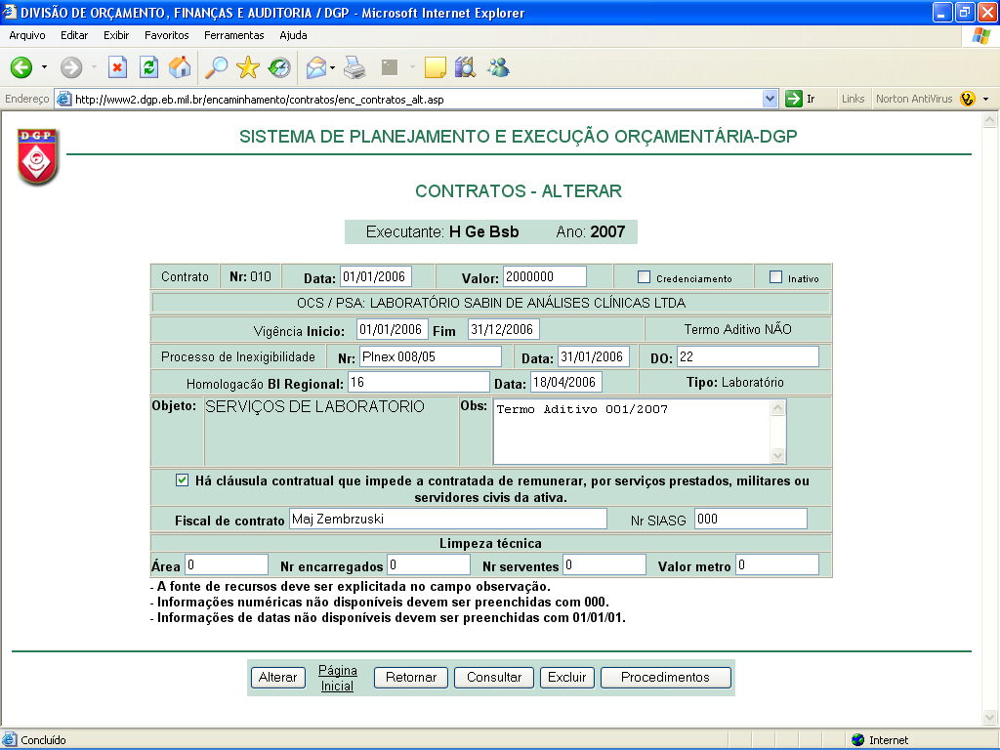 DIVISÃO DE ORÇAMENTO, FINANÇAS E AUDITORIA / DGP - Microsoft Internet Explorer
Arquivo Editar Exibir Favoritos Ferramentas Ajuda
Endereço http://www2.dgp.eb.mil.br/encaminhamento/contratos/enc_contratos_alt.asp Ir Links Norton AntiVirus
DGP
SISTEMA DE PLANEJAMENTO E EXECUÇÃO ORÇAMENTÁRIA-DGP
CONTRATOS - ALTERAR
Executante: H Ge Bsb Ano: 2007
Contrato Nr: 010 Data: 01/01/2006 Valor: 2000000 Credenciamento Inativo
OCS / PSA: LABORATÓRIO SABIN DE ANÁLISES CLÍNICAS LTDA
Vigência Inicio: 01/01/2006 Fim 31/12/2006 Termo Aditivo NÃO
Processo de Inexigibilidade Nr: PInex 008/05 Data: 31/01/2006 DO: 22
Homologacão BI Regional: 16 Data: 18/04/2006 Tipo: Laboratório
Objeto: SERVIÇOS DE LABORATORIO Obs: Termo Aditivo 001/2007
Há cláusula contratual que impede a contratada de remunerar, por serviços prestados, militares ou
servidores civis da ativa.
Fiscal de contrato Maj Zembrzuski Nr SIASG 000
Limpeza técnica
Área 0 Nr encarregados 0 Nr serventes 0 Valor metro 0
- A fonte de recursos deve ser explicitada no campo observação.
- Informações numéricas não disponíveis devem ser preenchidas com 000.
- Informações de datas não disponíveis devem ser preenchidas com 01/01/01.
Alterar Página Inicial Retornar Consultar Excluir Procedimentos
Concluído Internet